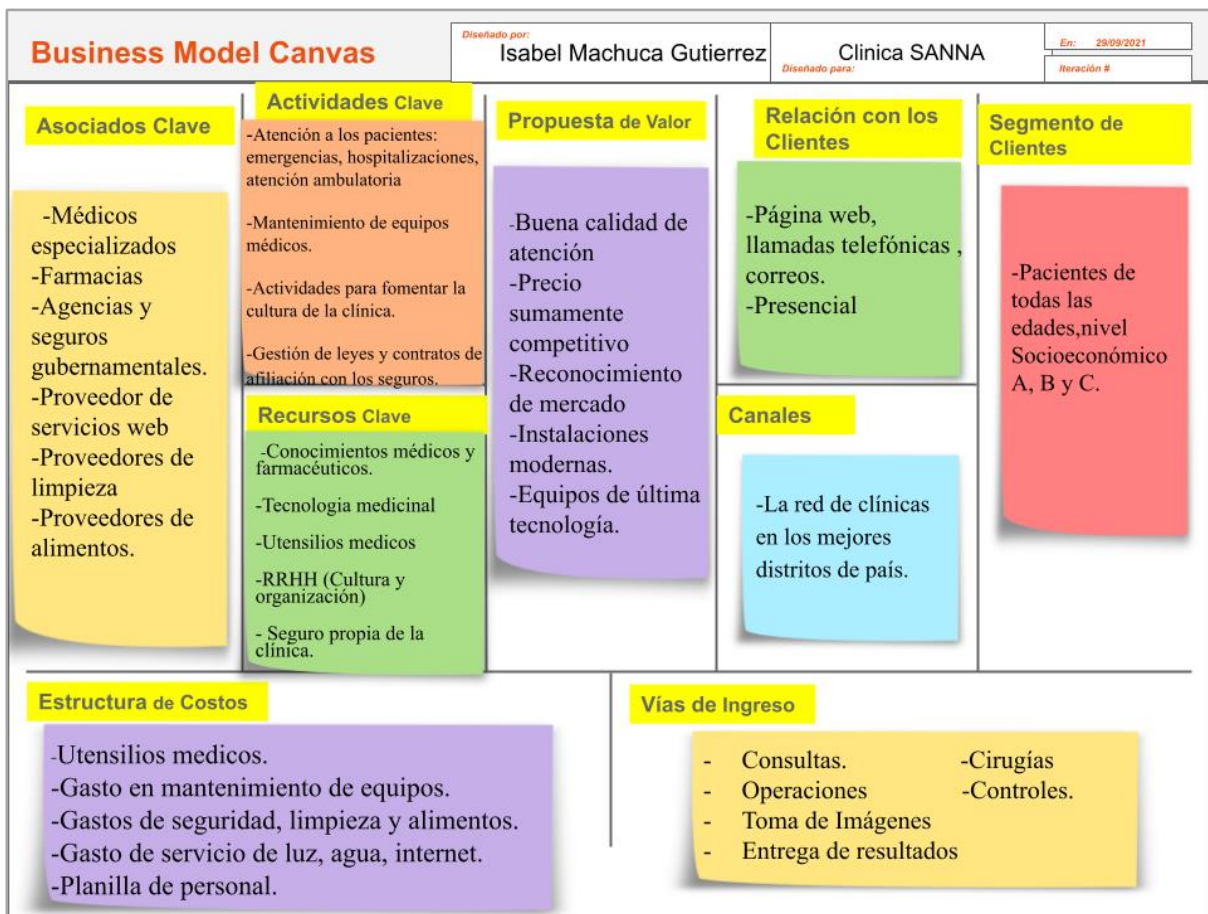 Business Model Canvas
Diseñado por:
Isabel Machuca Gutierrez
Clinica SANNA
Diseñado para:
En: 29/09/2021
Iteración #
Asociados Clave
-Médicos
especializados
-Farmacias
-Agencias y
seguros
gubernamentales.
-Proveedor de
servicios web
-Proveedores de
limpieza
-Proveedores de
alimentos.
Actividades Clave
-Atención a los pacientes:
emergencias, hospitalizaciones,
atención ambulatoria
-Mantenimiento de equipos
médicos.
-Actividades para fomentar la
cultura de la clínica.
-Gestión de leyes y contratos de
afiliación con los seguros.
Recursos Clave
-Conocimientos médicos y
farmacéuticos.
-Tecnologia medicinal
-Utensilios medicos
-RRHH (Cultura y
organización)
- Seguro propia de la
clínica.
Propuesta de Valor
-Buena calidad de
atención
-Precio
sumamente
competitivo
-Reconocimiento
de mercado
-Instalaciones
modernas.
-Equipos de última
tecnología.
Relación con los
Clientes
-Página web,
llamadas telefónicas ,
correos.
-Presencial
Canales
-La red de clínicas
en los mejores
distritos de país.
Segmento de
Clientes
-Pacientes de
todas las
edades,nivel
Socioeconómico
A, B y C.
Estructura de Costos
-Utensilios medicos.
-Gasto en mantenimiento de equipos.
-Gastos de seguridad, limpieza y alimentos.
-Gasto de servicio de luz, agua, internet.
-Planilla de personal.
Vías de Ingreso
- Consultas. -Cirugías
- Operaciones -Controles.
- Toma de Imágenes
- Entrega de resultados